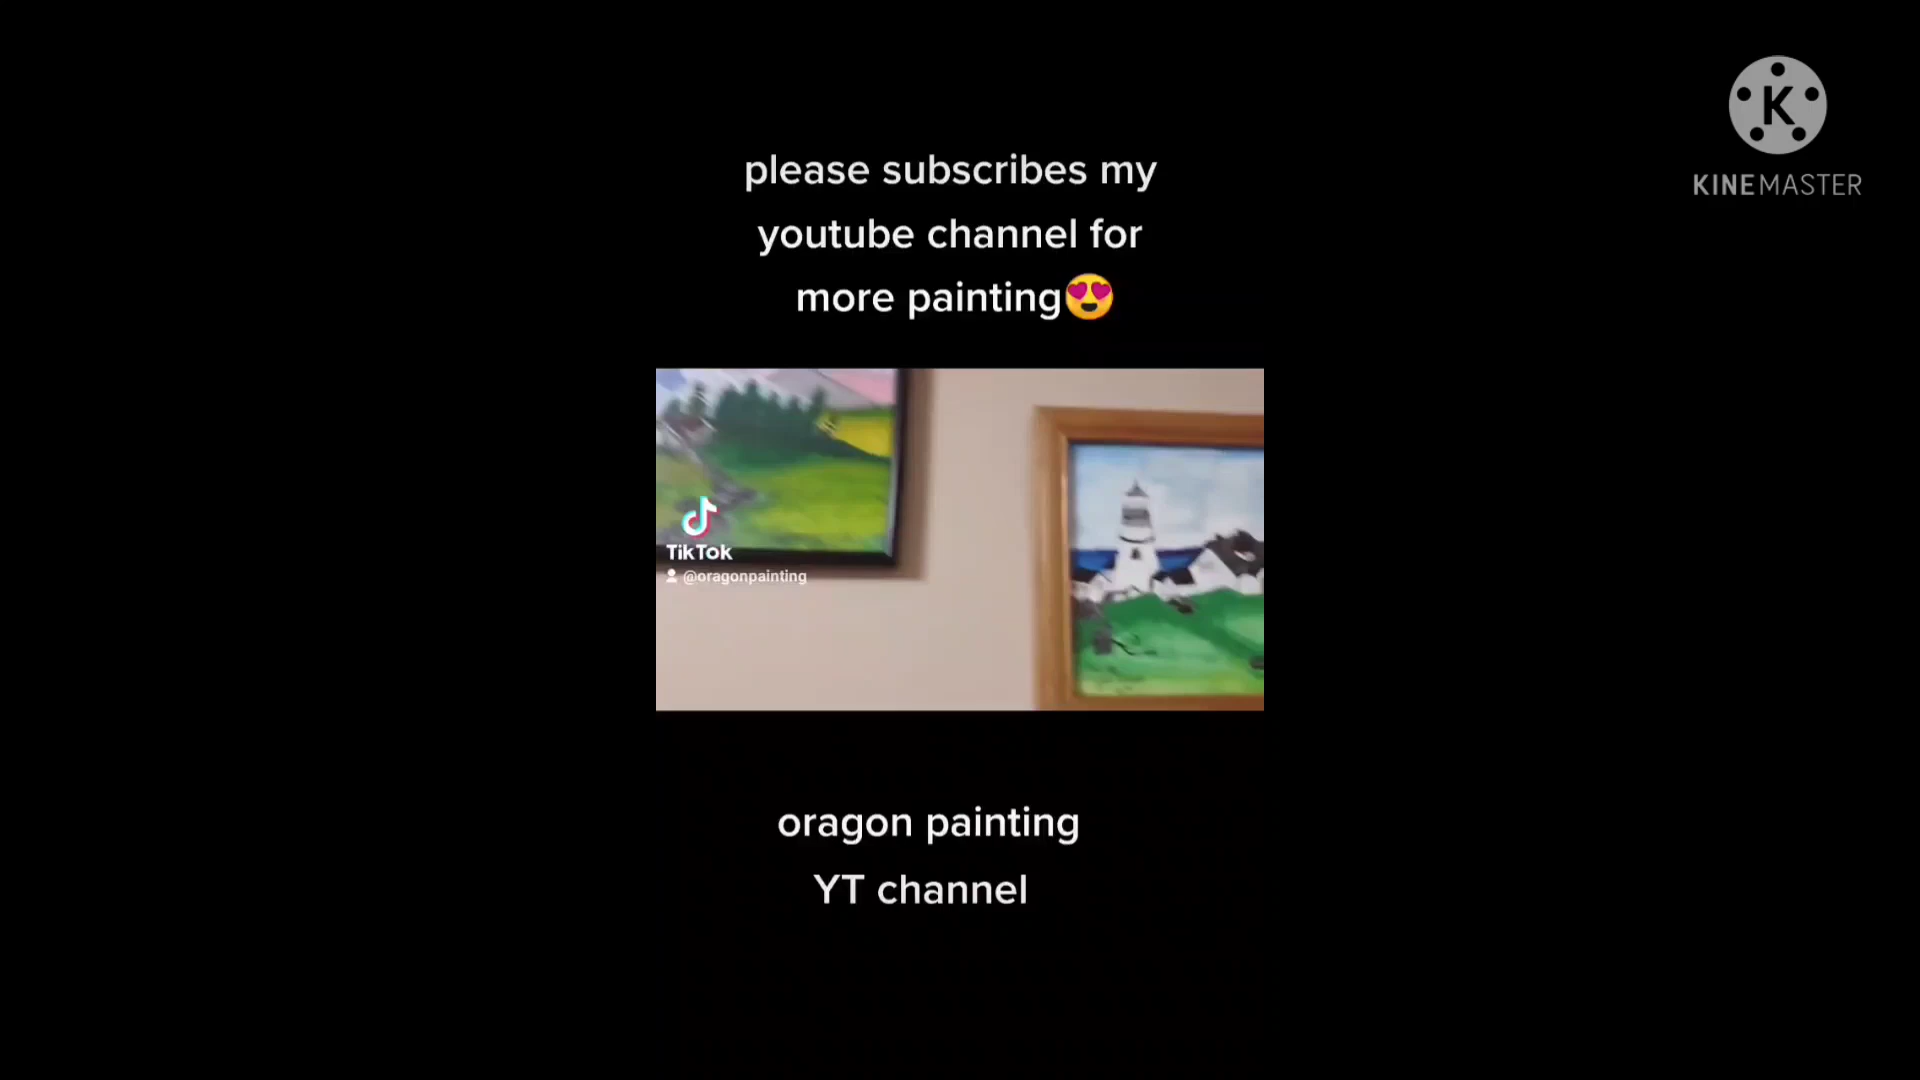 KINEMASTER
please subscribes my
youtube channel for
more painting😍
TikTok
@oragonpainting
oragon painting
YT channel